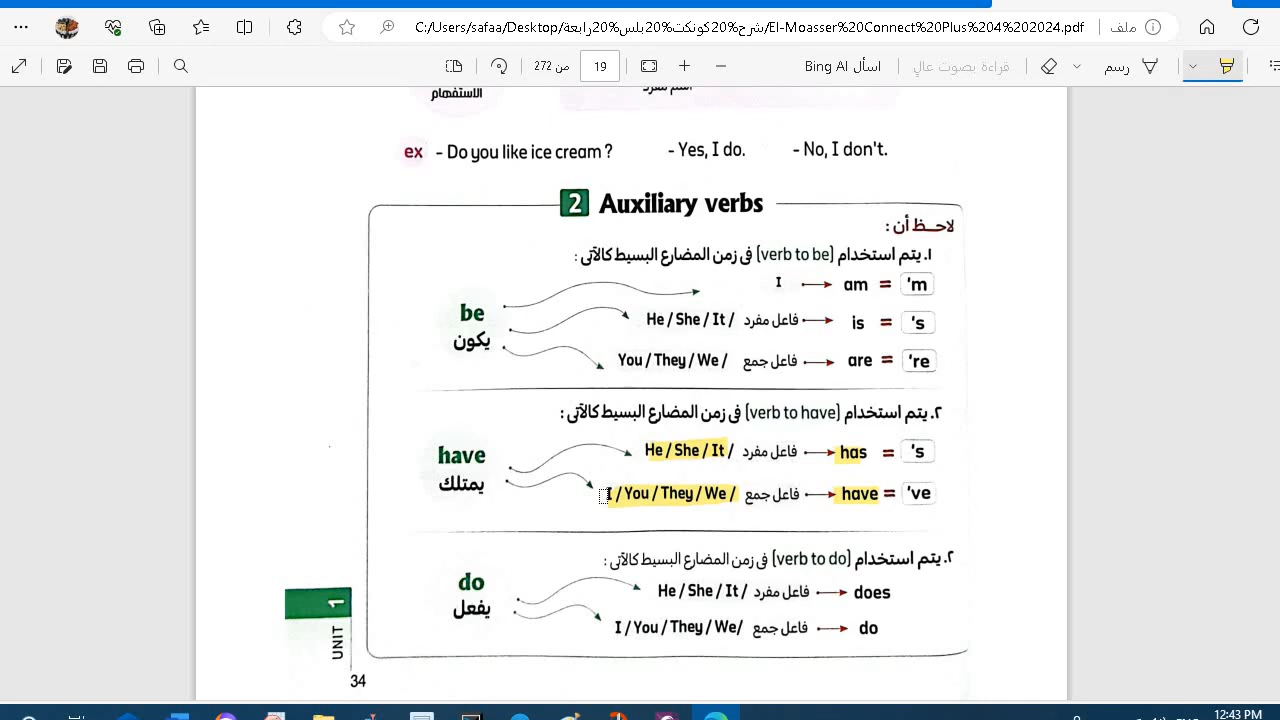 C:/Users/safaa/Desktop/شرح%20كونكت%20بلس%20رابعة/El-Moasser%20Connect%20Plus%204%202024.pdf ملف
19 من 272 اسأل Bing AI قراءة بصوت عالٍ رسم
الاستفهام
اسم مفرد
ex - Do you like ice cream ? - Yes, I do. - No, I don't.
2 Auxiliary verbs
لاحــظ أن :
١. يتم استخدام (verb to be) فى زمن المضارع البسيط كالآتى :
be
يكون
I am = 'm
He / She / It / فاعل مفرد is = 's
You / They / We / فاعل جمع are = 're
٢. يتم استخدام (verb to have) فى زمن المضارع البسيط كالآتى :
have
يمتلك
He / She / It / فاعل مفرد has = 's
I / You / They / We / فاعل جمع have = 've
٢. يتم استخدام (verb to do) فى زمن المضارع البسيط كالآتى :
do
يفعل
He / She / It / فاعل مفرد does
I / You / They / We/ فاعل جمع do
UNIT 1
34
12:43 PM